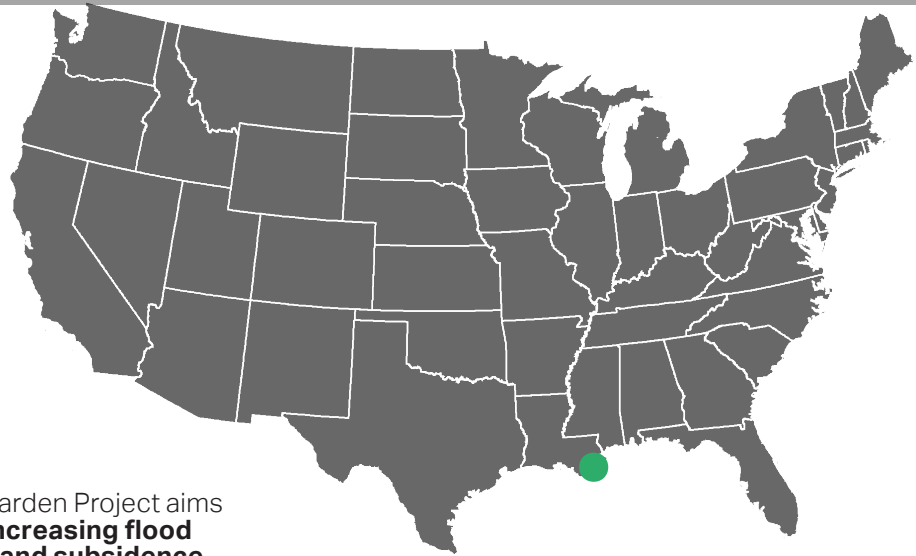 arden Project aims
ncreasing flood
and subsidence